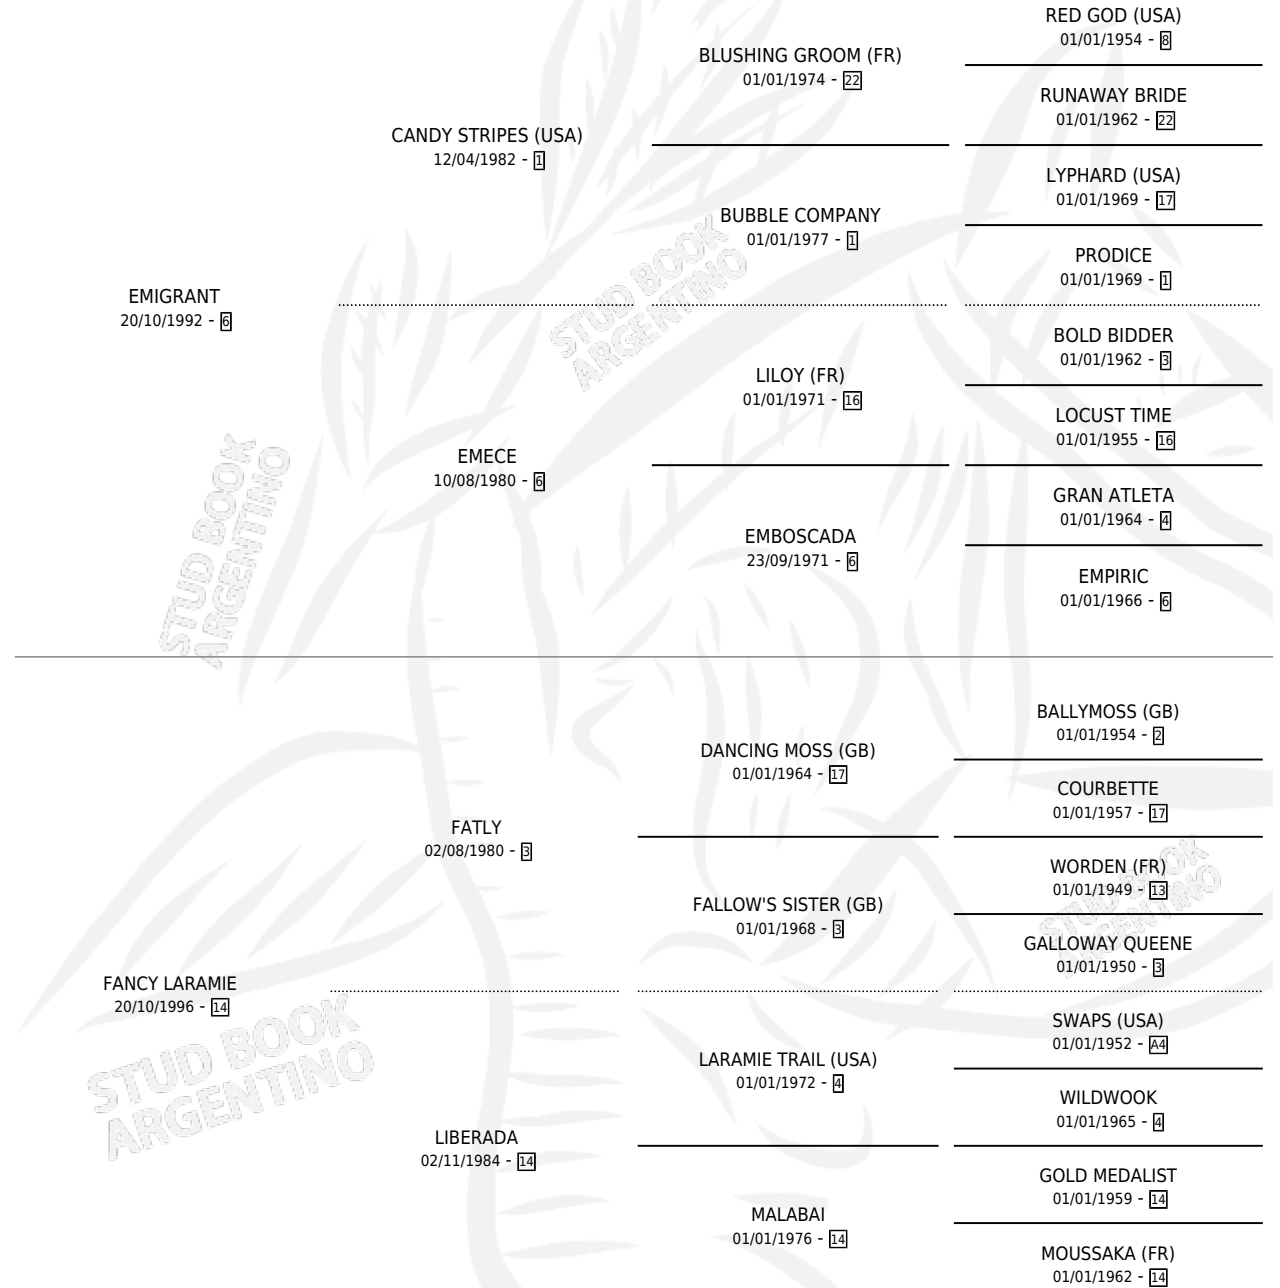 RED GOD (USA)
01/01/1954 - 8
BLUSHING GROOM (FR)
01/01/1974 - 22
RUNAWAY BRIDE
01/01/1962 - 22
CANDY STRIPES (USA)
12/04/1982 - 1
LYPHARD (USA)
01/01/1969 - 17
BUBBLE COMPANY
01/01/1977 - 1
PRODICE
01/01/1969 - 1
EMIGRANT
20/10/1992 - 6
STUD BOOK
ARGENTINO
BOLD BIDDER
01/01/1962 - 3
LILOY (FR)
01/01/1971 - 16
LOCUST TIME
01/01/1955 - 16
EMECE
10/08/1980 - 6
GRAN ATLETA
01/01/1964 - 4
EMBOSCADA
23/09/1971 - 6
EMPIRIC
01/01/1966 - 6
STUD BOOK
ARGENTINO
BALLYMOSS (GB)
01/01/1954 - 2
DANCING MOSS (GB)
01/01/1964 - 17
COURBETTE
01/01/1957 - 17
FATLY
02/08/1980 - 3
WORDEN (FR)
01/01/1949 - 13
FALLOW'S SISTER (GB)
01/01/1968 - 3
GALLOWAY QUEENE
01/01/1950 - 3
STUD BOOK
ARGENTINO
FANCY LARAMIE
20/10/1996 - 14
SWAPS (USA)
01/01/1952 - A4
LARAMIE TRAIL (USA)
01/01/1972 - 4
WILDWOOK
01/01/1965 - 4
STUD BOOK
ARGENTINO
LIBERADA
02/11/1984 - 14
GOLD MEDALIST
01/01/1959 - 14
MALABAI
01/01/1976 - 14
MOUSSAKA (FR)
01/01/1962 - 14